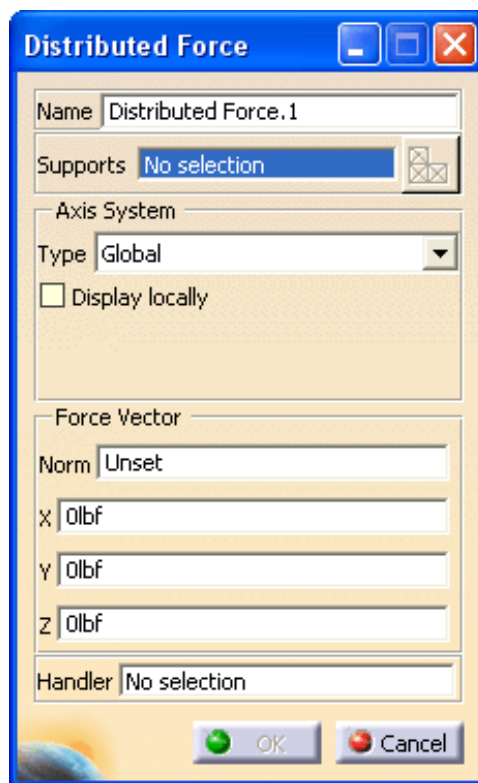 Distributed Force
Name Distributed Force.1
Supports No selection
Axis System
Type Global
Display locally
Force Vector
Norm Unset
X 0lbf
Y 0lbf
Z 0lbf
Handler No selection
OK Cancel